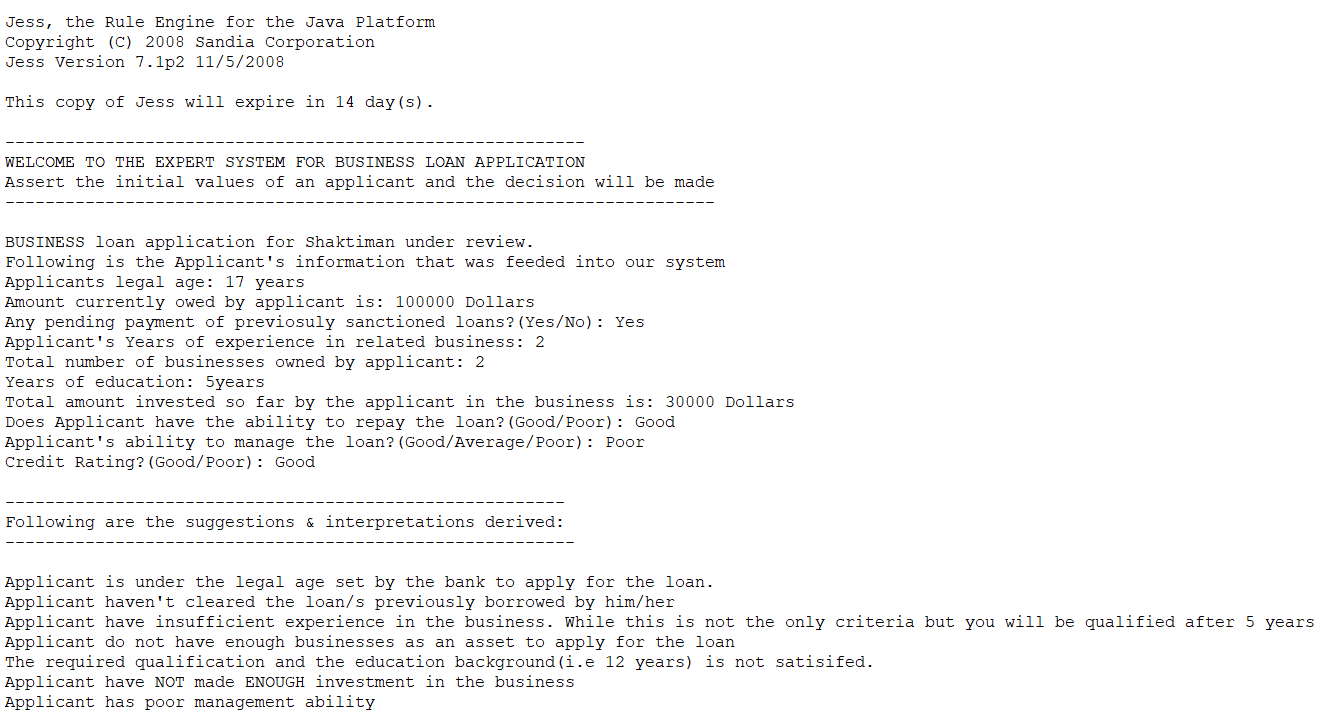 Jess, the Rule Engine for the Java Platform
Copyright (C) 2008 Sandia Corporation
Jess Version 7.1p2 11/5/2008
This copy of Jess will expire in 14 day(s).
----------------------------------------------------------
WELCOME TO THE EXPERT SYSTEM FOR BUSINESS LOAN APPLICATION
Assert the initial values of an applicant and the decision will be made
-----------------------------------------------------------------------
BUSINESS loan application for Shaktiman under review.
Following is the Applicant's information that was feeded into our system
Applicants legal age: 17 years
Amount currently owed by applicant is: 100000 Dollars
Any pending payment of previosuly sanctioned loans?(Yes/No): Yes
Applicant's Years of experience in related business: 2
Total number of businesses owned by applicant: 2
Years of education: 5years
Total amount invested so far by the applicant in the business is: 30000 Dollars
Does Applicant have the ability to repay the loan?(Good/Poor): Good
Applicant's ability to manage the loan?(Good/Average/Poor): Poor
Credit Rating?(Good/Poor): Good
--------------------------------------------------------
Following are the suggestions & interpretations derived:
---------------------------------------------------------
Applicant is under the legal age set by the bank to apply for the loan.
Applicant haven't cleared the loan/s previously borrowed by him/her
Applicant have insufficient experience in the business. While this is not the only criteria but you will be qualified after 5 years
Applicant do not have enough businesses as an asset to apply for the loan
The required qualification and the education background(i.e 12 years) is not satisifed.
Applicant have NOT made ENOUGH investment in the business
Applicant has poor management ability